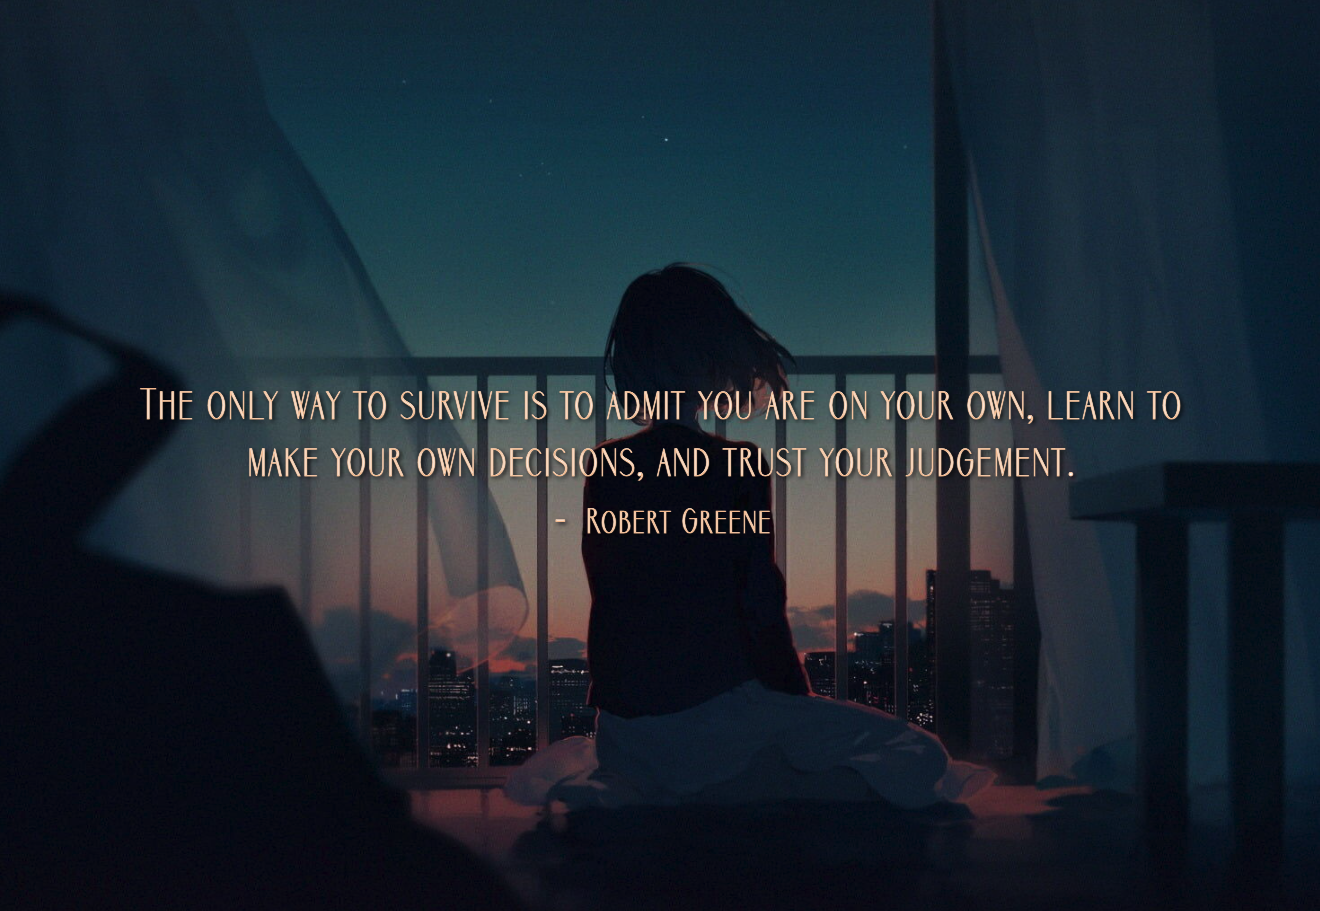 The only way to survive is to admit you are on your own, learn to
make your own decisions, and trust your judgement.
- Robert Greene